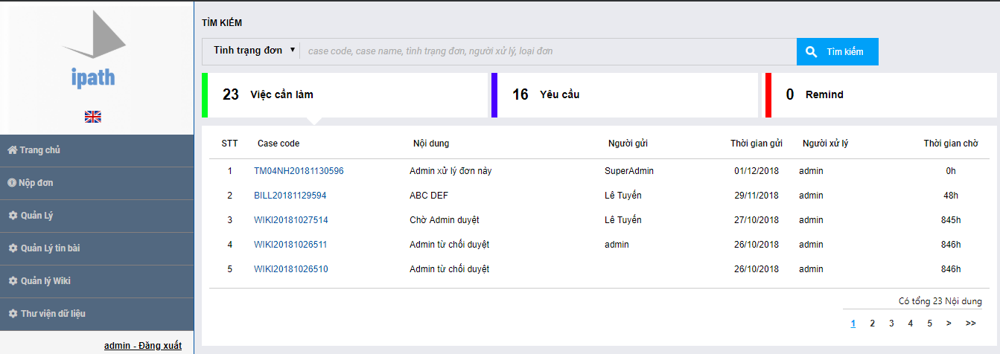 ipath
Trang chủ
Nộp đơn
Quản Lý
Quản Lý tin bài
Quản lý Wiki
Thư viện dữ liệu
admin - Đăng xuất
TÌM KIẾM
Tình trạng đơn case code, case name, tình trạng đơn, người xử lý, loại đơn Tìm kiếm
23 Việc cần làm 16 Yêu cầu 0 Remind
STT Case code Nội dung Người gửi Thời gian gửi Người xử lý Thời gian chờ
1 TM04NH20181130596 Admin xử lý đơn này SuperAdmin 01/12/2018 admin 0h
2 BILL20181129594 ABC DEF Lê Tuyến 29/11/2018 admin 48h
3 WIKI20181027514 Chờ Admin duyệt Lê Tuyến 27/10/2018 admin 845h
4 WIKI20181026511 Admin từ chối duyệt admin 26/10/2018 admin 846h
5 WIKI20181026510 Admin từ chối duyệt 26/10/2018 admin 846h
Có tổng 23 Nội dung
1 2 3 4 5 > >>